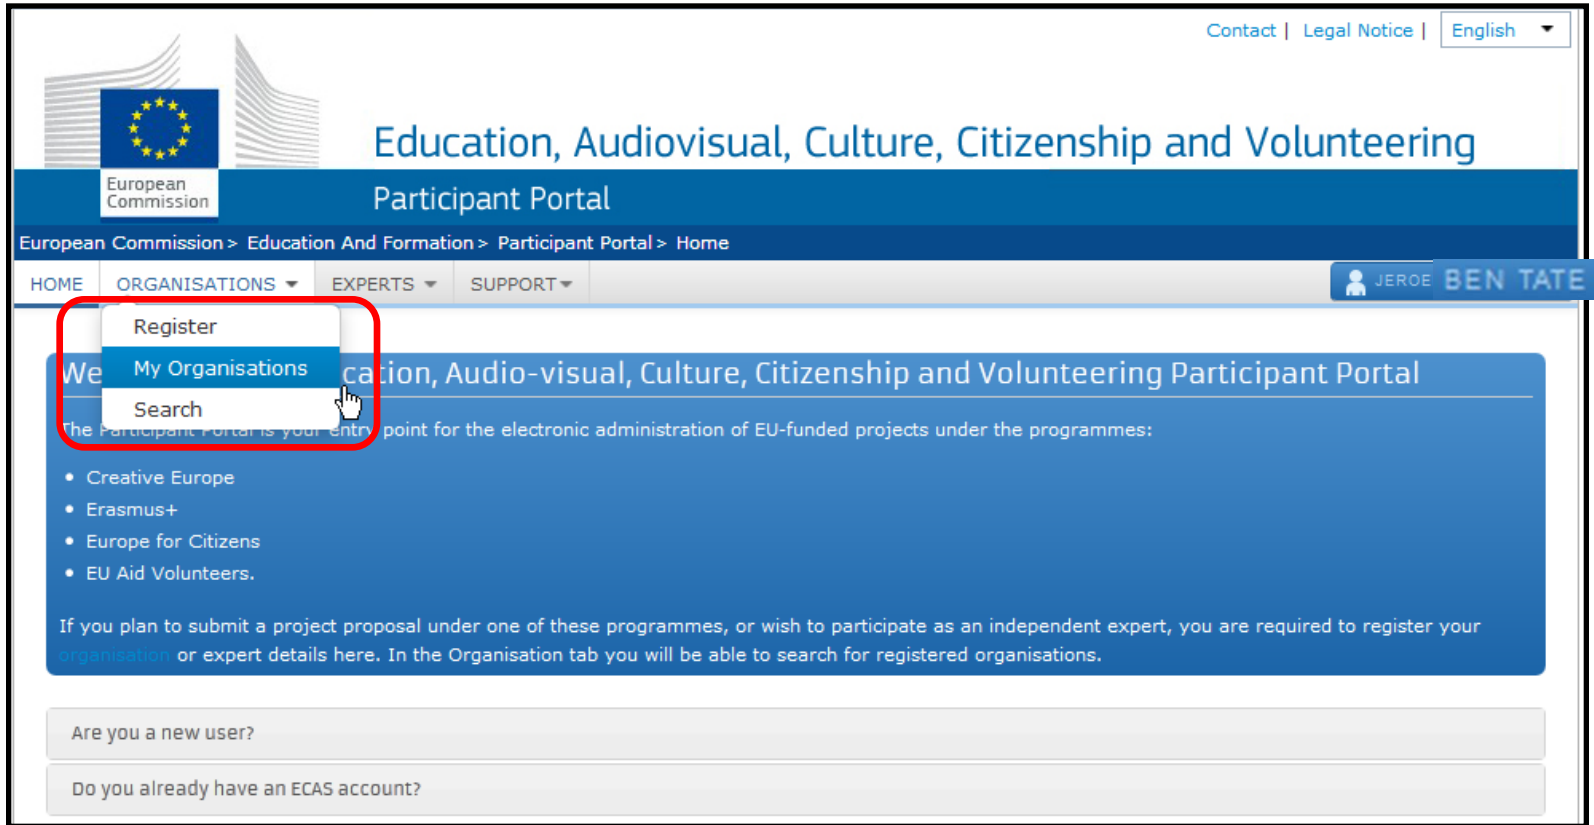 Contact | Legal Notice | English
Education, Audiovisual, Culture, Citizenship and Volunteering
European
Commission
Participant Portal
European Commission > Education And Formation > Participant Portal > Home
HOME ORGANISATIONS EXPERTS SUPPORT JEROE BEN TATE
Register
My Organisations
Search
We cation, Audio-visual, Culture, Citizenship and Volunteering Participant Portal
The Participant Portal is your entry point for the electronic administration of EU-funded projects under the programmes:
• Creative Europe
• Erasmus+
• Europe for Citizens
• EU Aid Volunteers.
If you plan to submit a project proposal under one of these programmes, or wish to participate as an independent expert, you are required to register your
organisation or expert details here. In the Organisation tab you will be able to search for registered organisations.
Are you a new user?
Do you already have an ECAS account?